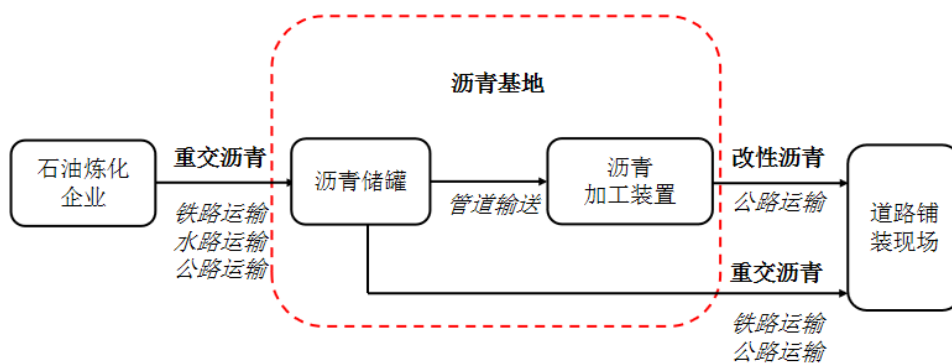 沥青基地
石油炼化
企业
重交沥青
铁路运输
水路运输
公路运输
沥青储罐
管道输送
沥青
加工装置
改性沥青
公路运输
重交沥青
铁路运输
公路运输
道路铺
装现场